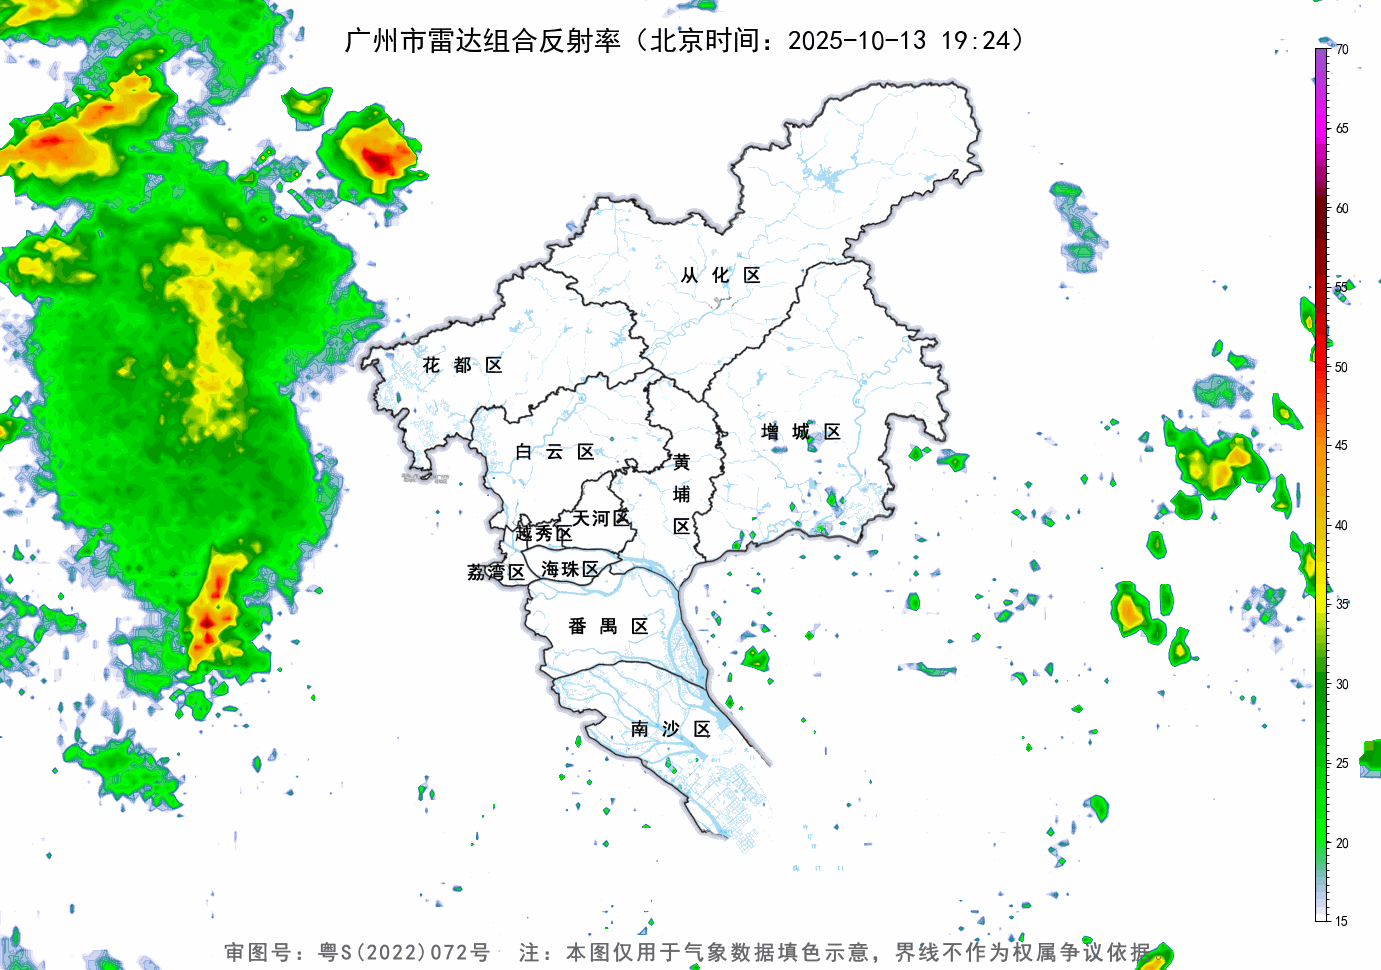 广州市雷达组合反射率（北京时间：2025-10-13 19:24）
70
65
60
55
50
45
40
35
30
25
20
15
从化区
花都区
增城区
白云区
黄埔区
天河区
越秀区
海珠区
荔湾区
番禺区
南沙区
审图号：粤S(2022)072号 注：本图仅用于气象数据填色示意，界线不作为权属争议依据。